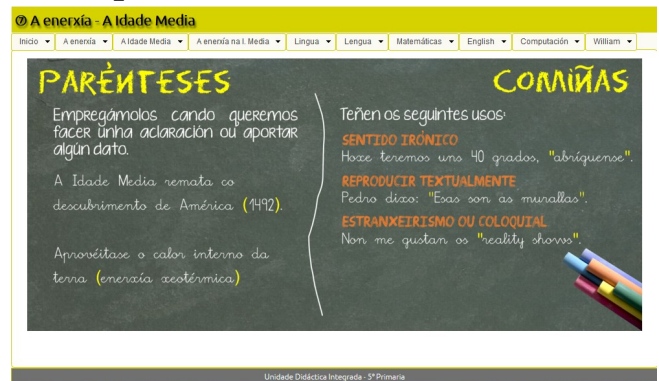 ⑦ A enerxía - A Idade Media
Inicio A enerxía A Idade Media A enerxía na I. Media Lingua Lengua Matemáticas English Computación William
PARÉNTESES
Empregámolos cando queremos
facer unha aclaración ou aportar
algún dato.
A Idade Media remata co
descubrimento de América (1492).
Aprovéitase o calor interno da
terra (enerxía xeotérmica)
COMIÑAS
Teñen os seguintes usos:
SENTIDO IRÓNICO
Hoxe teremos uns 40 grados, "abríguense".
REPRODUCIR TEXTUALMENTE
Pedro dixo: "Esas son as murallas".
ESTRANXEIRISMO OU COLOQUIAL
Non me gustan os "reality shows".
Unidade Didáctica Integrada - 5º Primaria